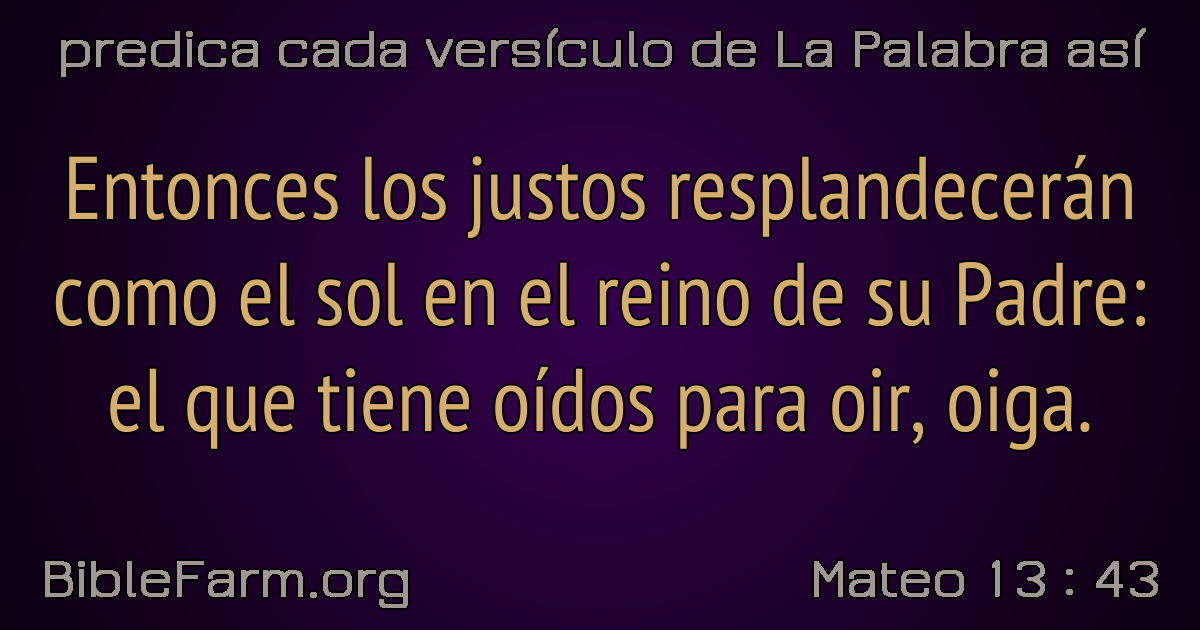 predica cada versículo de La Palabra así
Entonces los justos resplandecerán
como el sol en el reino de su Padre:
el que tiene oídos para oir, oiga.
BibleFarm.org
Mateo 13 : 43